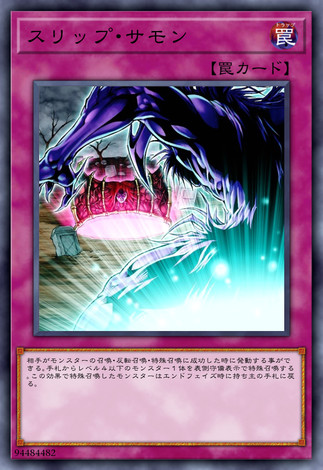 スリップ・サモン
トラップ
罠
【罠カード】
相手がモンスターの召喚・反転召喚・特殊召喚に成功した時に発動する事がで
きる。手札からレベル４以下のモンスター１体を表側守備表示で特殊召喚す
る。この効果で特殊召喚したモンスターはエンドフェイズ時に持ち主の手札に戻
る。
94484482